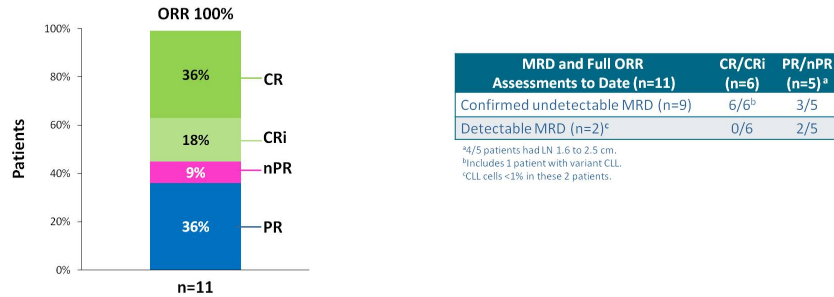 ORR 100%
100%
80%
60%
40%
20%
0%
Patients
36%
18%
9%
36%
CR
CRi
nPR
PR
n=11
MRD and Full ORR Assessments to Date (n=11) CR/CRi (n=6) PR/nPR (n=5)ᵃ
Confirmed undetectable MRD (n=9) 6/6ᵇ 3/5
Detectable MRD (n=2)ᶜ 0/6 2/5
ᵃ4/5 patients had LN 1.6 to 2.5 cm.
ᵇIncludes 1 patient with variant CLL.
ᶜCLL cells <1% in these 2 patients.